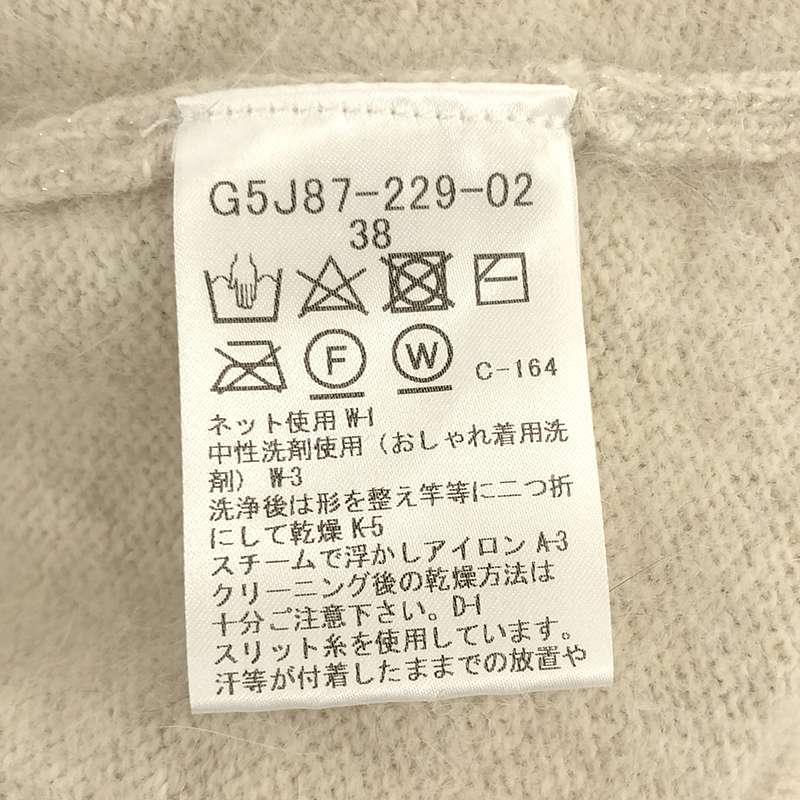 G5J87-229-02
38
F W C-164
ネット使用 W-1
中性洗剤使用（おしゃれ着用洗
剤） W-3
洗浄後は形を整え竿等に二つ折
にして乾燥 K-5
スチームで浮かしアイロン A-3
クリーニング後の乾燥方法は
十分ご注意下さい。D-1
スリット糸を使用しています。
汗等が付着したままでの放置や